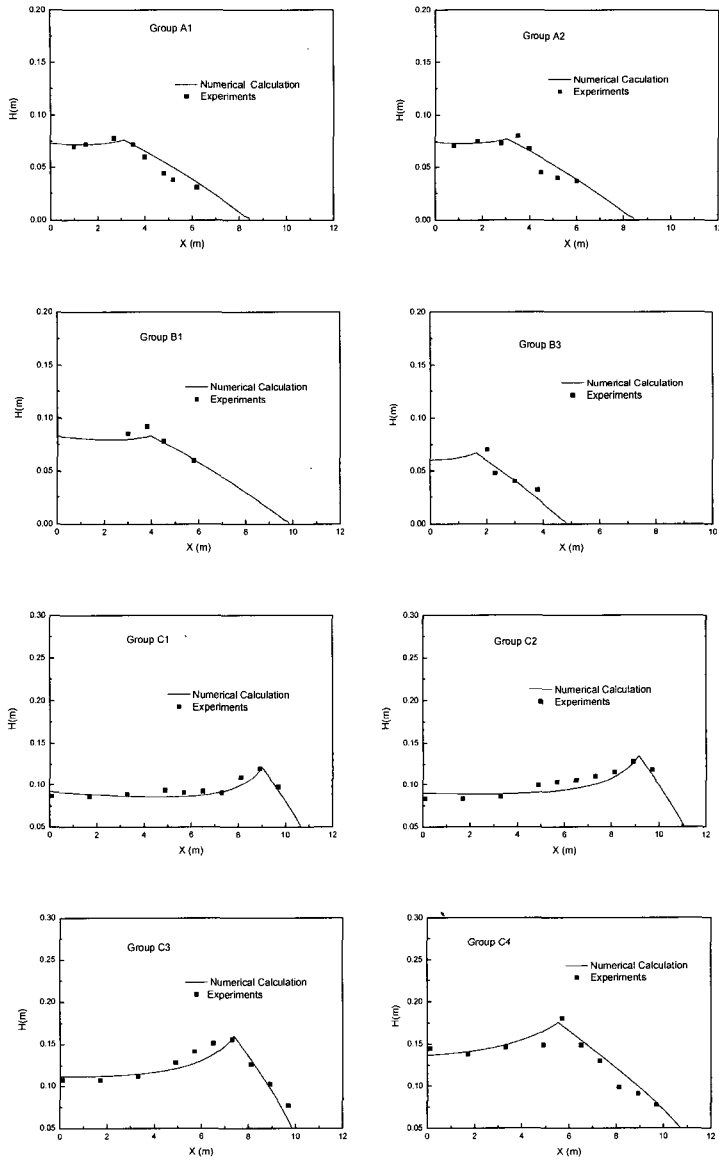 Group A1
Numerical Calculation
Experiments
H(m)
0.20
0.15
0.10
0.05
0.00
0 2 4 6 8 10 12
X (m)
Group A2
Numerical Caculation
Experiments
H(m)
0.20
0.15
0.10
0.05
0.00
0 2 4 6 8 10 12
X (m)
Group B1
Numerical Calculation
Experiments
H(m)
0.20
0.15
0.10
0.05
0.00
0 2 4 6 8 10 12
X (m)
Group B3
Numerical Calculation
Experiments
H(m)
0.20
0.15
0.10
0.05
0.00
0 2 4 6 8 10
X (m)
Group C1
Numerical Calculation
Experiments
H(m)
0.30
0.25
0.20
0.15
0.10
0.05
0 2 4 6 8 10 12
X (m)
Group C2
Numerical Calculation
Experiments
H(m)
0.30
0.25
0.20
0.15
0.10
0.05
0 2 4 6 8 10 12
X (m)
Group C3
Numerical Calculation
Experiments
H(m)
0.30
0.25
0.20
0.15
0.10
0.05
0 2 4 6 8 10 12
X (m)
Group C4
Numerical Calculation
Experiments
H(m)
0.30
0.25
0.20
0.15
0.10
0.05
0 2 4 6 8 10 12
X (m)